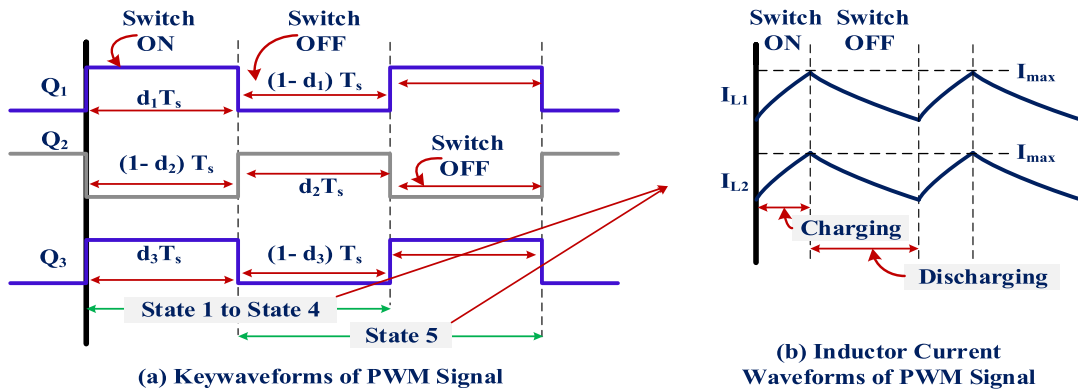 Switch
ON
Switch
OFF
Q1
d1Ts
(1- d1) Ts
Q2
(1- d2) Ts
d2Ts
Switch
OFF
Q3
d3Ts
(1- d3) Ts
State 1 to State 4
State 5
(a) Keywaveforms of PWM Signal
Switch
ON
Switch
OFF
Imax
IL1
Imax
IL2
Charging
Discharging
(b) Inductor Current
Waveforms of PWM Signal